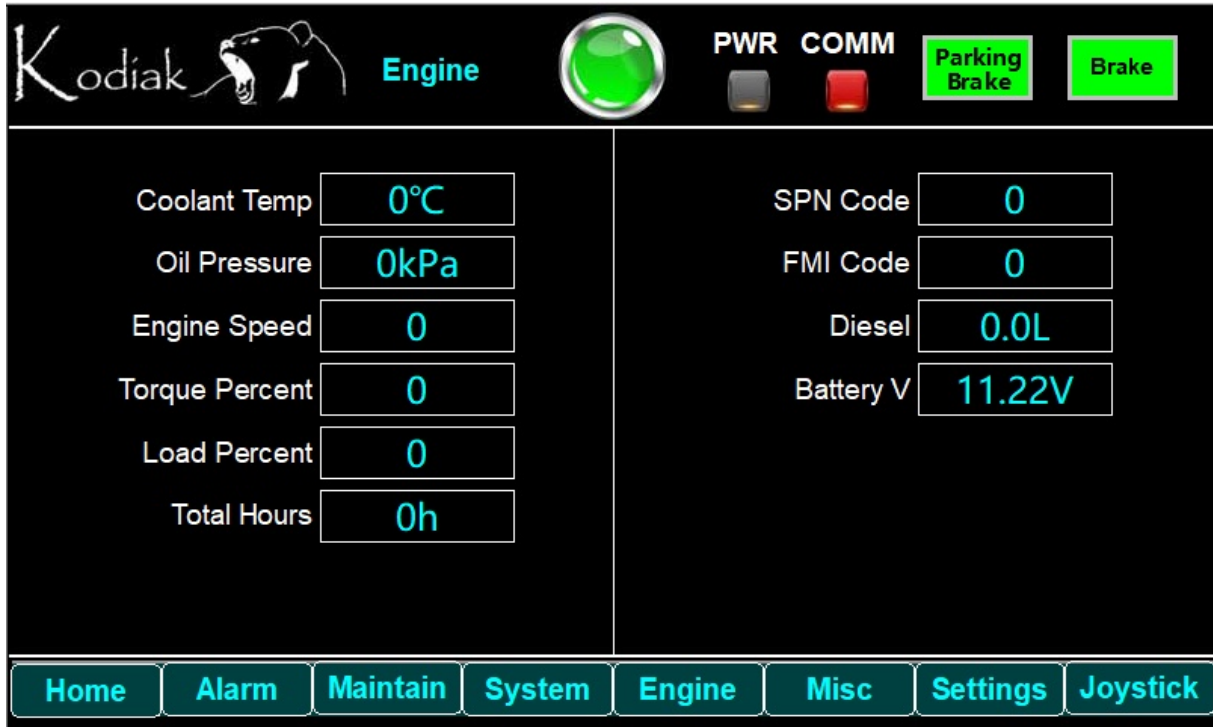 Kodiak
Engine
PWR COMM
Parking
Brake
Brake
Coolant Temp 0℃
Oil Pressure 0kPa
Engine Speed 0
Torque Percent 0
Load Percent 0
Total Hours 0h
SPN Code 0
FMI Code 0
Diesel 0.0L
Battery V 11.22V
Home Alarm Maintain System Engine Misc Settings Joystick